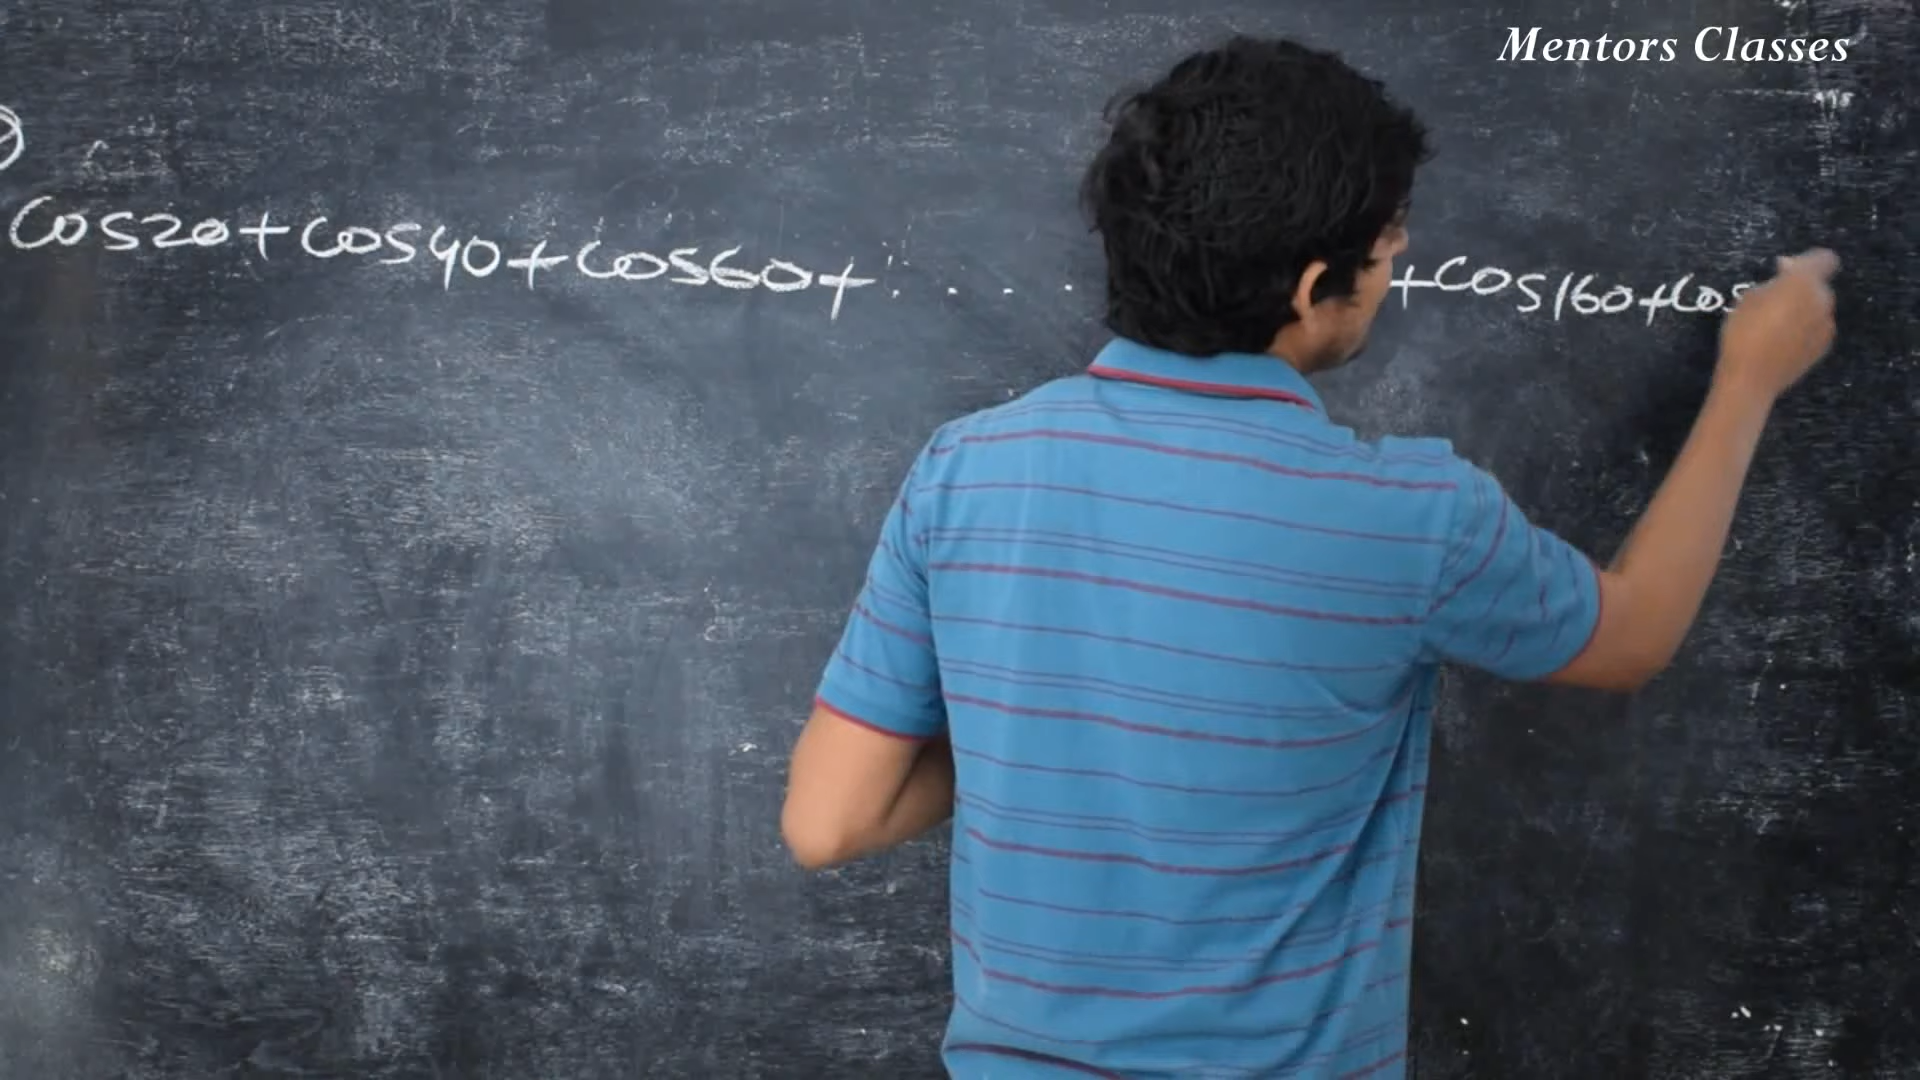 Mentors Classes
Cos20+Cos40+Cos60+ . . . . +Cos160+Cos